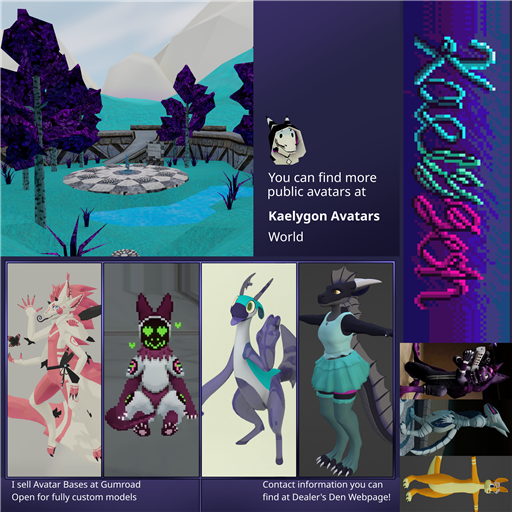 You can find more
public avatars at
Kaelygon Avatars
World
Kaelygon
I sell Avatar Bases at Gumroad
Open for fully custom models
Contact information you can
find at Dealer's Den Webpage!